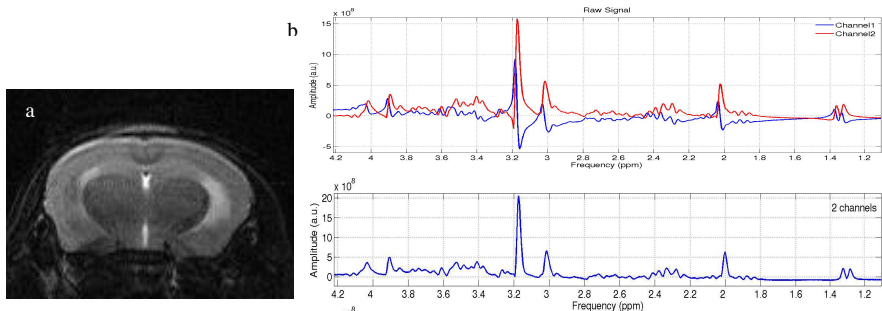 a
b
Raw Signal
× 10⁸
Channel1
Channel2
Amplitude (a.u.)
15
10
5
0
-5
4.2 4 3.8 3.6 3.4 3.2 3 2.8 2.6 2.4 2.2 2 1.8 1.6 1.4 1.2
Frequency (ppm)
× 10⁸
2 channels
Amplitude (a.u.)
20
15
10
5
0
4.2 4 3.8 3.6 3.4 3.2 3 2.8 2.6 2.4 2.2 2 1.8 1.6 1.4 1.2
Frequency (ppm)